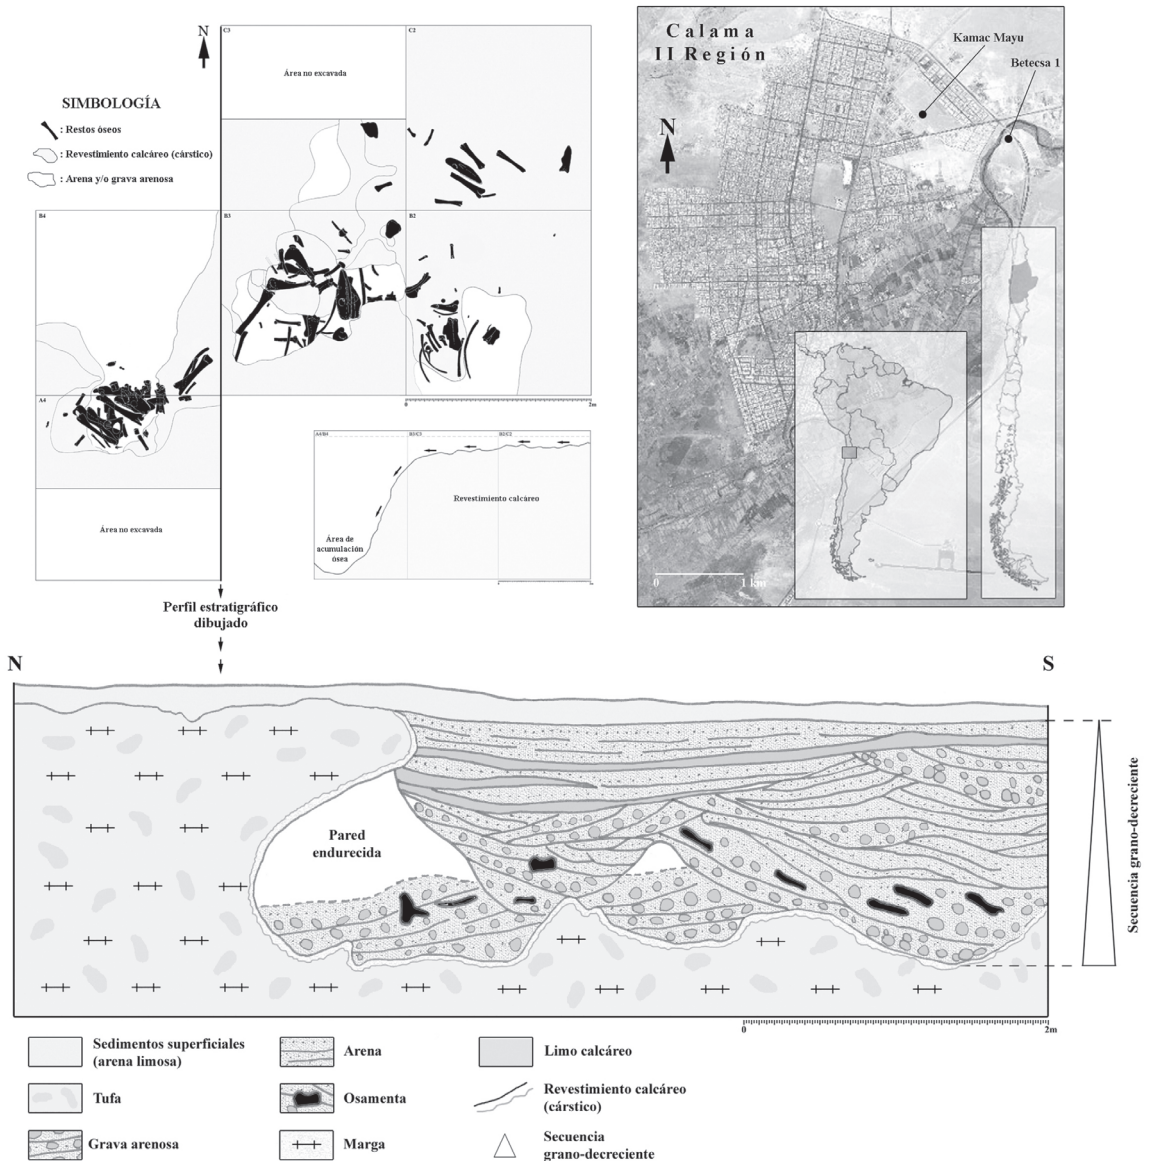 N
C3
C2
Área no excavada
SIMBOLOGÍA
: Restos óseos
: Revestimiento calcáreo (cárstico)
: Arena y/o grava arenosa
B4
B3
B2
A4
0
2m
Área no excavada
A4/B4
B3/C3
B2/C2
Revestimiento calcáreo
Área de
acumulación
ósea
Calama
II Región
Kamac Mayu
Betecsa 1
N
0
1 km
Perfil estratigráfico
dibujado
N
S
Pared
endurecida
Secuencia grano-decreciente
0
2m
Sedimentos superficiales
(arena limosa)
Arena
Limo calcáreo
Tufa
Osamenta
Revestimiento calcáreo
(cárstico)
Grava arenosa
Marga
Secuencia
grano-decreciente